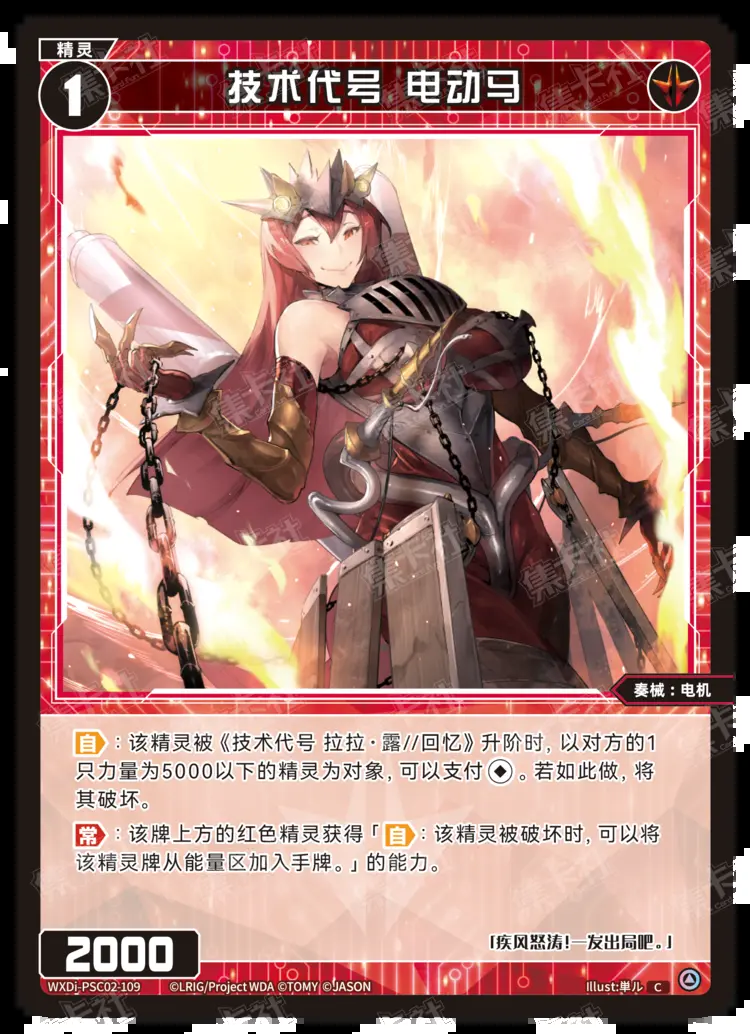 精灵
1
技术代号 电动马
奏械：电机
自：该精灵被《技术代号 拉拉·露//回忆》升阶时，以对方的1
只力量为5000以下的精灵为对象，可以支付◆。若如此做，将
其破坏。
常：该牌上方的红色精灵获得「自：该精灵被破坏时，可以将
该精灵牌从能量区加入手牌。」的能力。
「疾风怒涛！一发出局吧。」
2000
WXDi-PSC02-109 ©LRIG/Project WDA ©TOMY ©JASON Illust:単ル C
集卡社